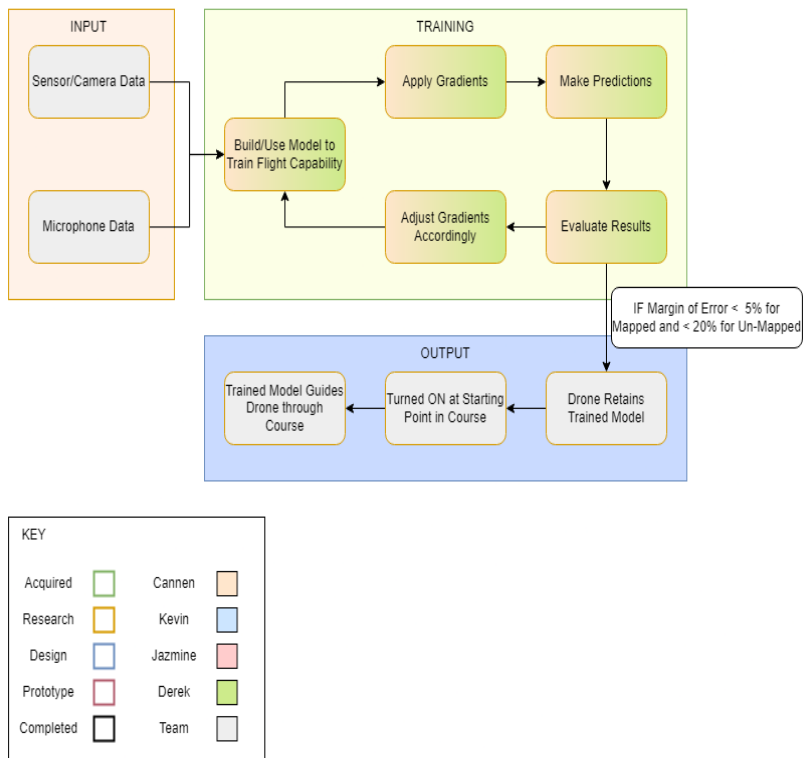 INPUT
Sensor/Camera Data
Microphone Data
TRAINING
Build/Use Model to
Train Flight Capability
Apply Gradients
Make Predictions
Evaluate Results
Adjust Gradients
Accordingly
IF Margin of Error < 5% for
Mapped and < 20% for Un-Mapped
OUTPUT
Trained Model Guides
Drone through
Course
Turned ON at Starting
Point in Course
Drone Retains
Trained Model
KEY
Acquired
Cannen
Research
Kevin
Design
Jazmine
Prototype
Derek
Completed
Team